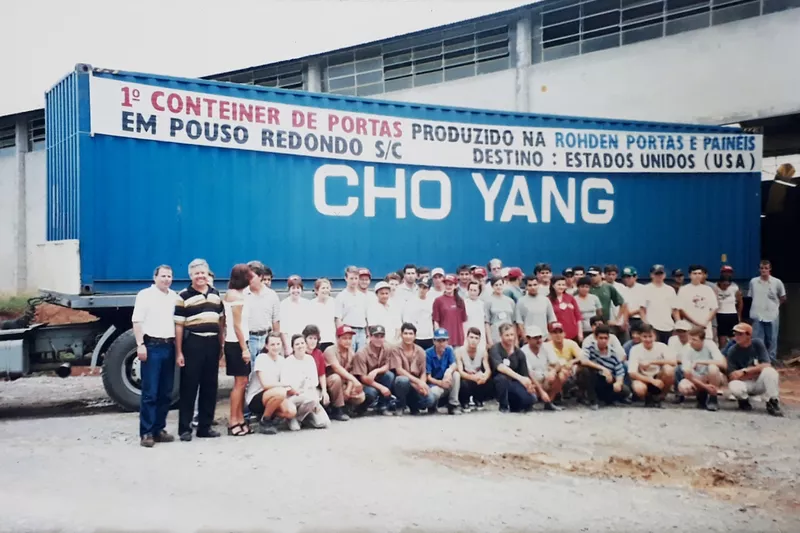 1º CONTEINER DE PORTAS PRODUZIDO NA ROHDEN PORTAS E PAINÉIS
EM POUSO REDONDO S/C DESTINO : ESTADOS UNIDOS (USA)
CHO YANG